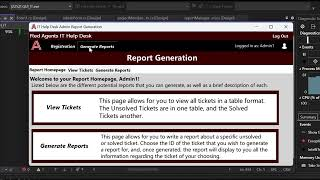 IT Help Desk Admin Report Generation
Red Agents IT Help Desk
Log Out
Registration Generate Reports
Logged in as: Admin1
Report Generation
Report Homepage View Tickets Generate Reports
Welcome to your Report Homepage, Admin1!
Listed below are the different potential reports that you can generate, as well a brief description of each:
View Tickets
This page allows for you to view all tickets in a table format.
The Unsolved Tickets are in one table, and the Solved
Tickets another.
Generate Reports
This page allows for you to write a report about a specific unsolved
or solved ticket. Choose the ID of the ticket that you wish to generate
a report for, and, once generated, the report will display to you all the
information regarding the ticket of your choosing.